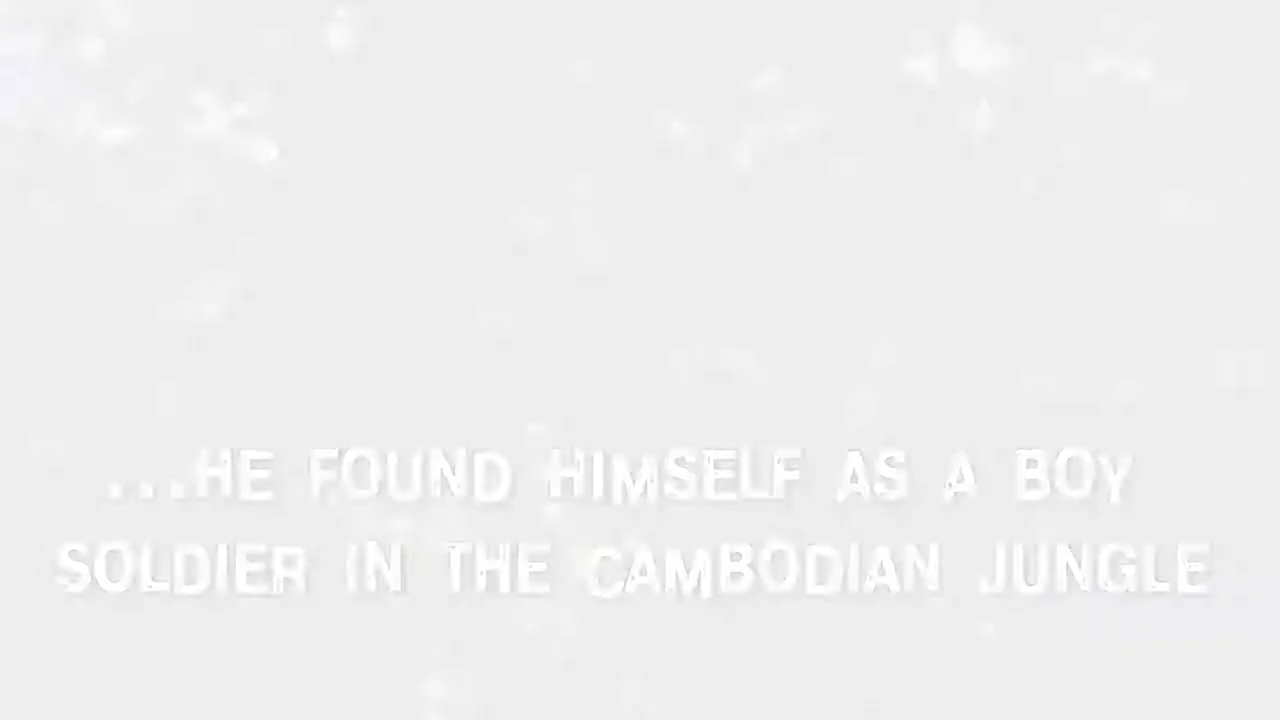 ...HE FOUND HIMSELF AS A BOY
SOLDIER IN THE CAMBODIAN JUNGLE